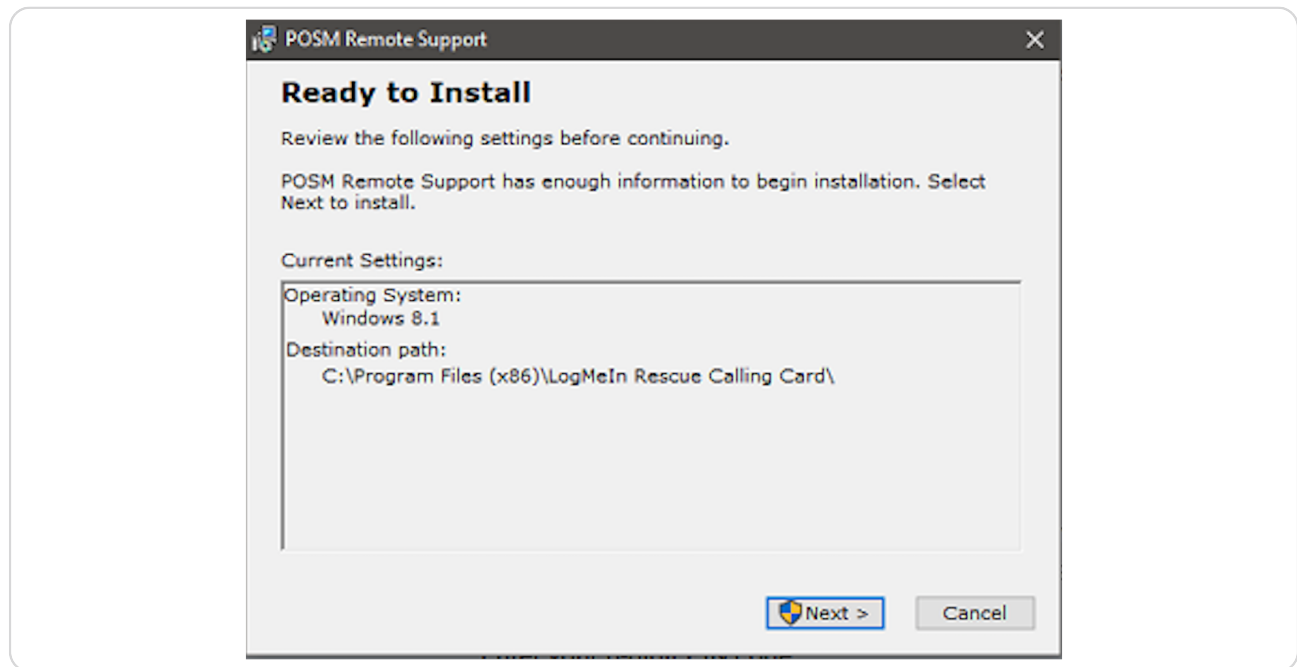 POSM Remote Support
Ready to Install
Review the following settings before continuing.
POSM Remote Support has enough information to begin installation. Select
Next to install.
Current Settings:
Operating System:
Windows 8.1
Destination path:
C:\Program Files (x86)\LogMeIn Rescue Calling Card\
Next >
Cancel